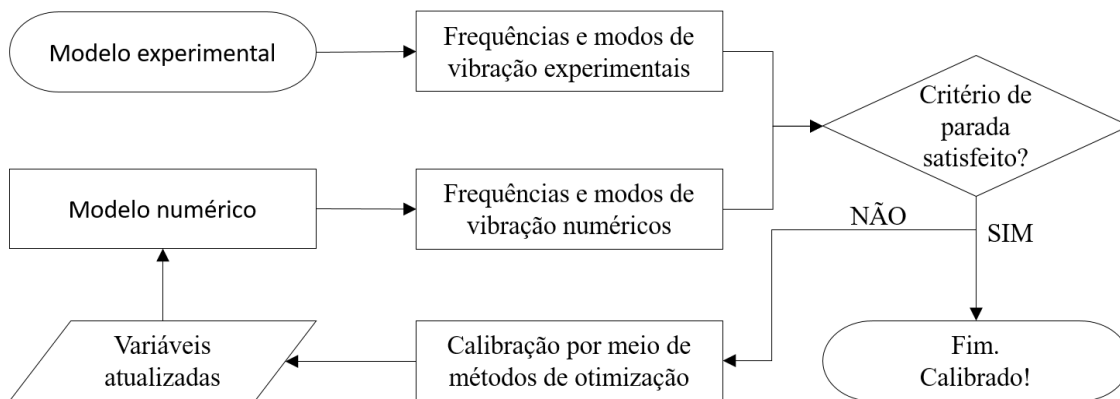 Modelo experimental
Frequências e modos de
vibração experimentais
Critério de
parada
satisfeito?
Modelo numérico
Frequências e modos de
vibração numéricos
NÃO
SIM
Variáveis
atualizadas
Calibração por meio de
métodos de otimização
Fim.
Calibrado!